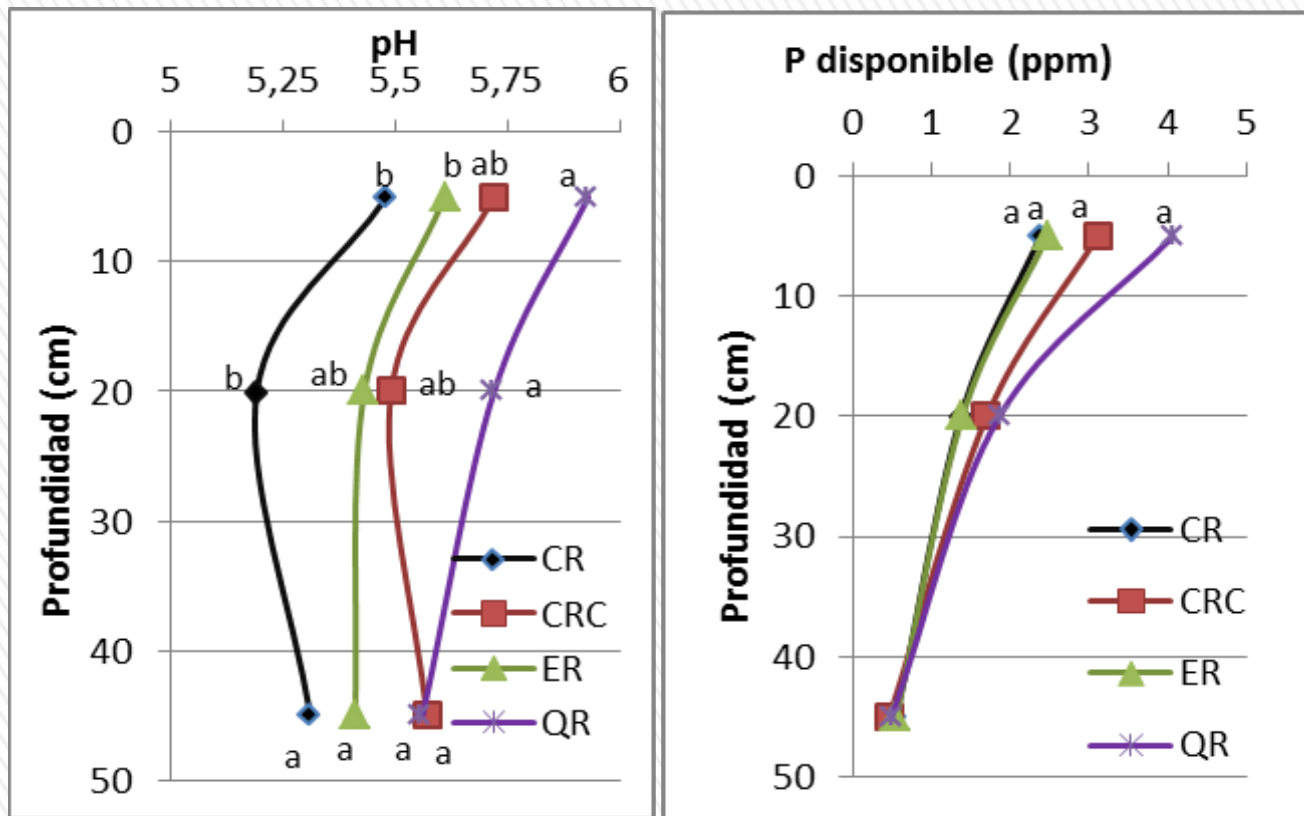 pH
5 5,25 5,5 5,75 6
0
b b ab a
10
b ab ab a
20
30
40
a a a a
50
Profundidad (cm)
CR
CRC
ER
QR
P disponible (ppm)
0 1 2 3 4 5
0
a a a a
10
20
30
40
50
Profundidad (cm)
CR
CRC
ER
QR